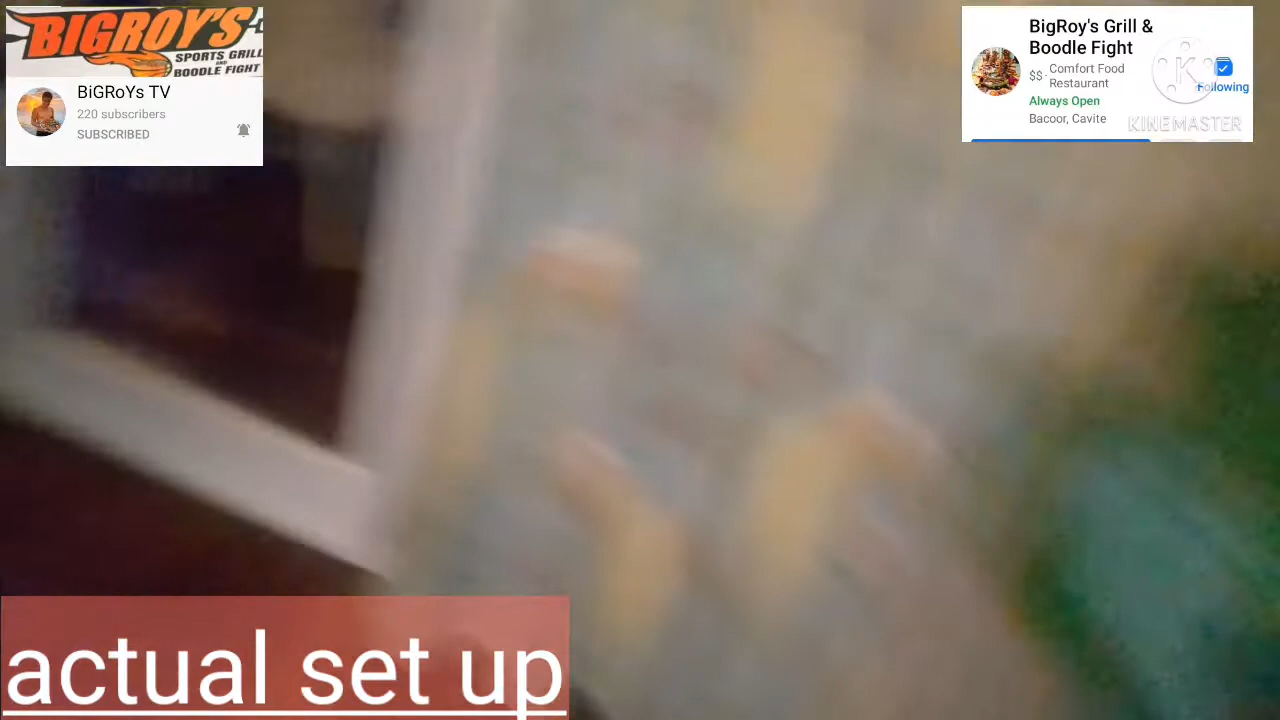 BIGROY'S
SPORTS GRILL
AND
BOODLE FIGHT
BiGRoYs TV
220 subscribers
SUBSCRIBED
BigRoy's Grill &
Boodle Fight
$$ · Comfort Food
Restaurant
Always Open
Bacoor, Cavite
Following
K
KINEMASTER
actual set up